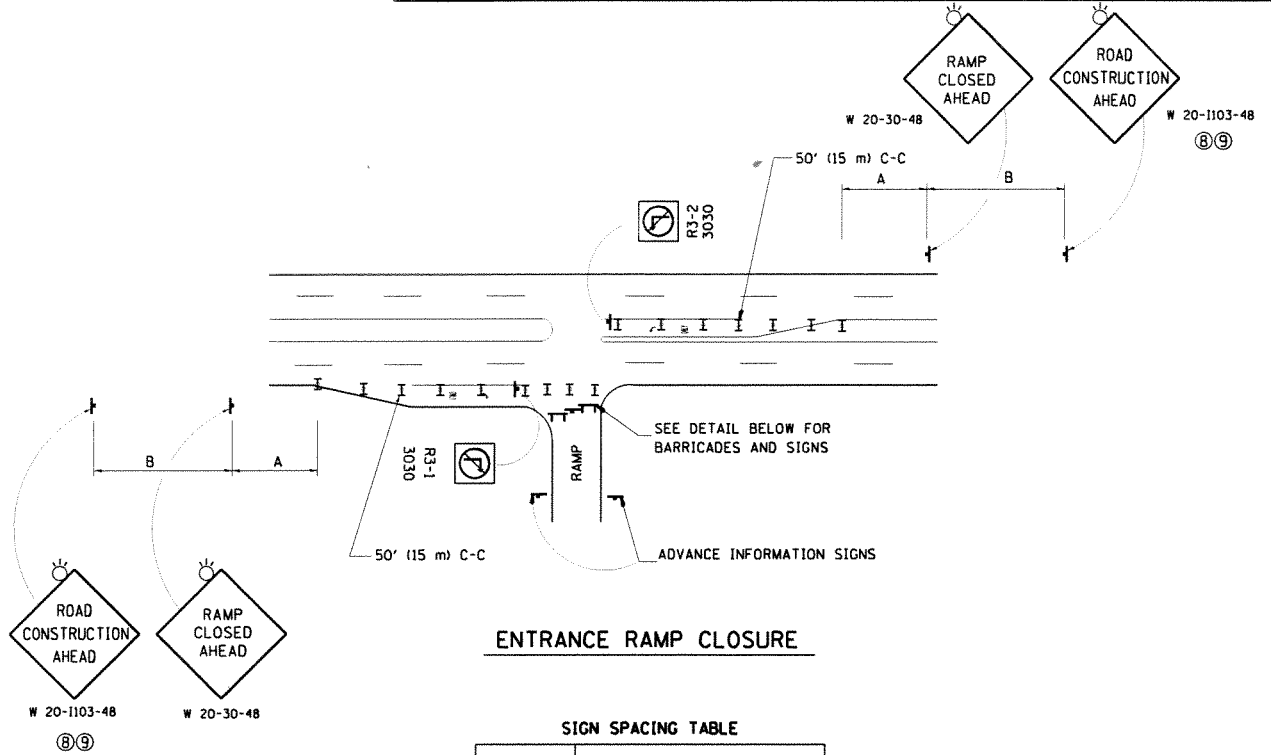 RAMP
CLOSED
AHEAD
ROAD
CONSTRUCTION
AHEAD
W 20-30-48
W 20-I103-48
⑧⑨
50' (15 m) C-C
A
B
R3-2
3030
SEE DETAIL BELOW FOR
BARRICADES AND SIGNS
RAMP
B
A
R3-1
3030
50' (15 m) C-C
ADVANCE INFORMATION SIGNS
ROAD
CONSTRUCTION
AHEAD
RAMP
CLOSED
AHEAD
ENTRANCE RAMP CLOSURE
W 20-I103-48
W 20-30-48
⑧⑨
SIGN SPACING TABLE